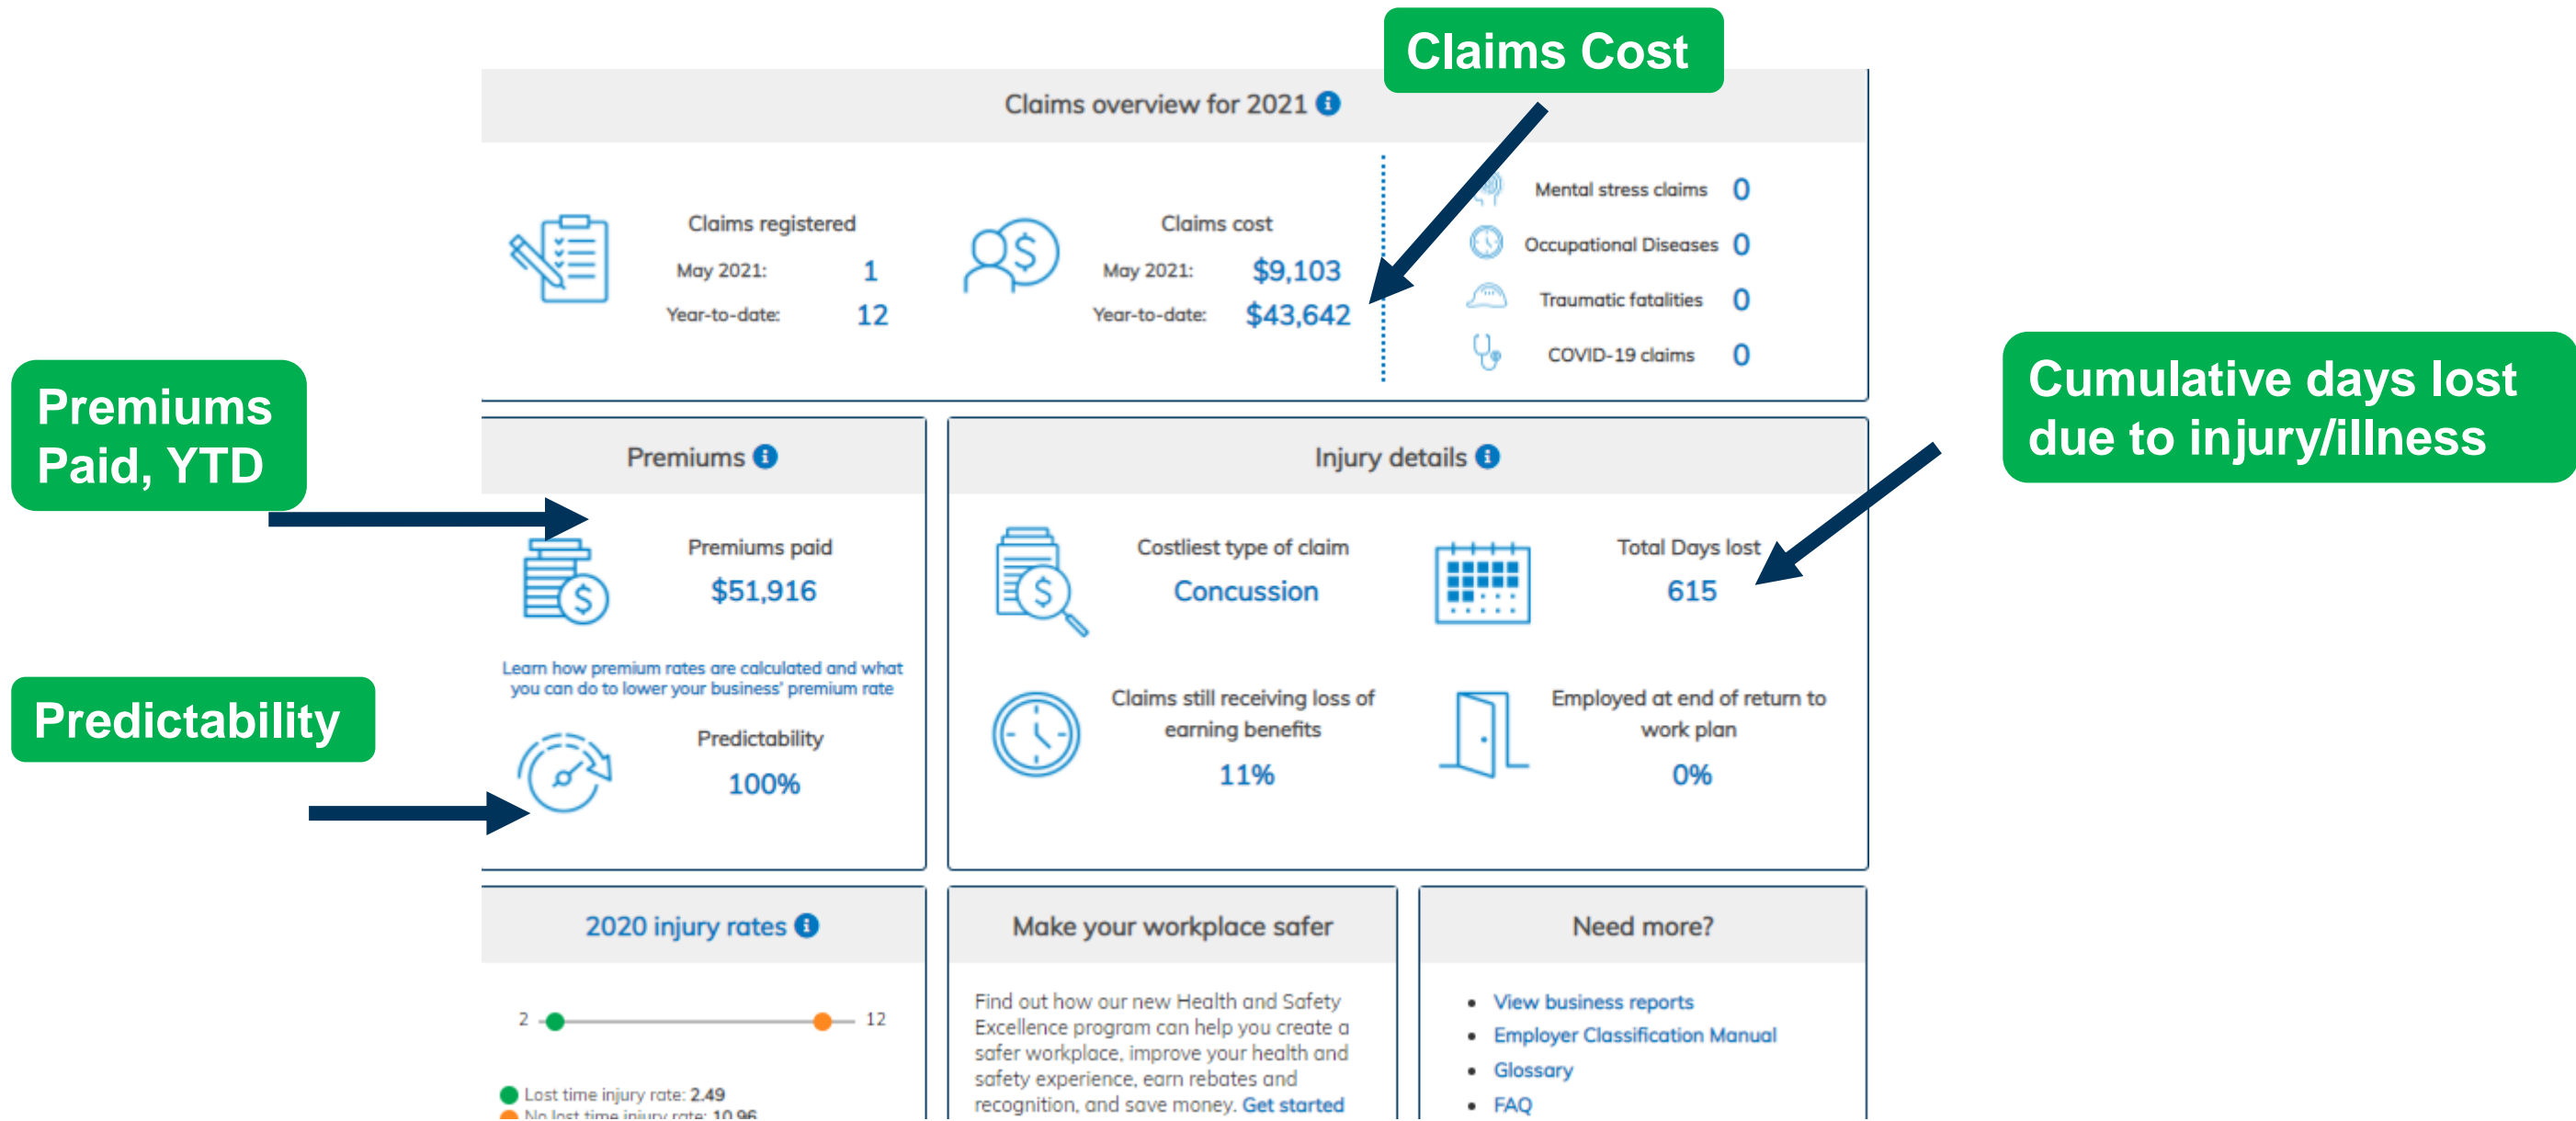 Claims Cost
Claims overview for 2021
Claims registered
May 2021: 1
Year-to-date: 12
Claims cost
May 2021: $9,103
Year-to-date: $43,642
Mental stress claims 0
Occupational Diseases 0
Traumatic fatalities 0
COVID-19 claims 0
Premiums
Paid, YTD
Cumulative days lost
due to injury/illness
Premiums
Premiums paid
$51,916
Learn how premium rates are calculated and what
you can do to lower your business' premium rate
Predictability
Predictability
100%
Injury details
Costliest type of claim
Concussion
Total Days lost
615
Claims still receiving loss of
earning benefits
11%
Employed at end of return to
work plan
0%
2020 injury rates
2 12
Lost time injury rate: 2.49
No lost time injury rate: 10.96
Make your workplace safer
Find out how our new Health and Safety
Excellence program can help you create a
safer workplace, improve your health and
safety experience, earn rebates and
recognition, and save money. Get started
Need more?
• View business reports
• Employer Classification Manual
• Glossary
• FAQ